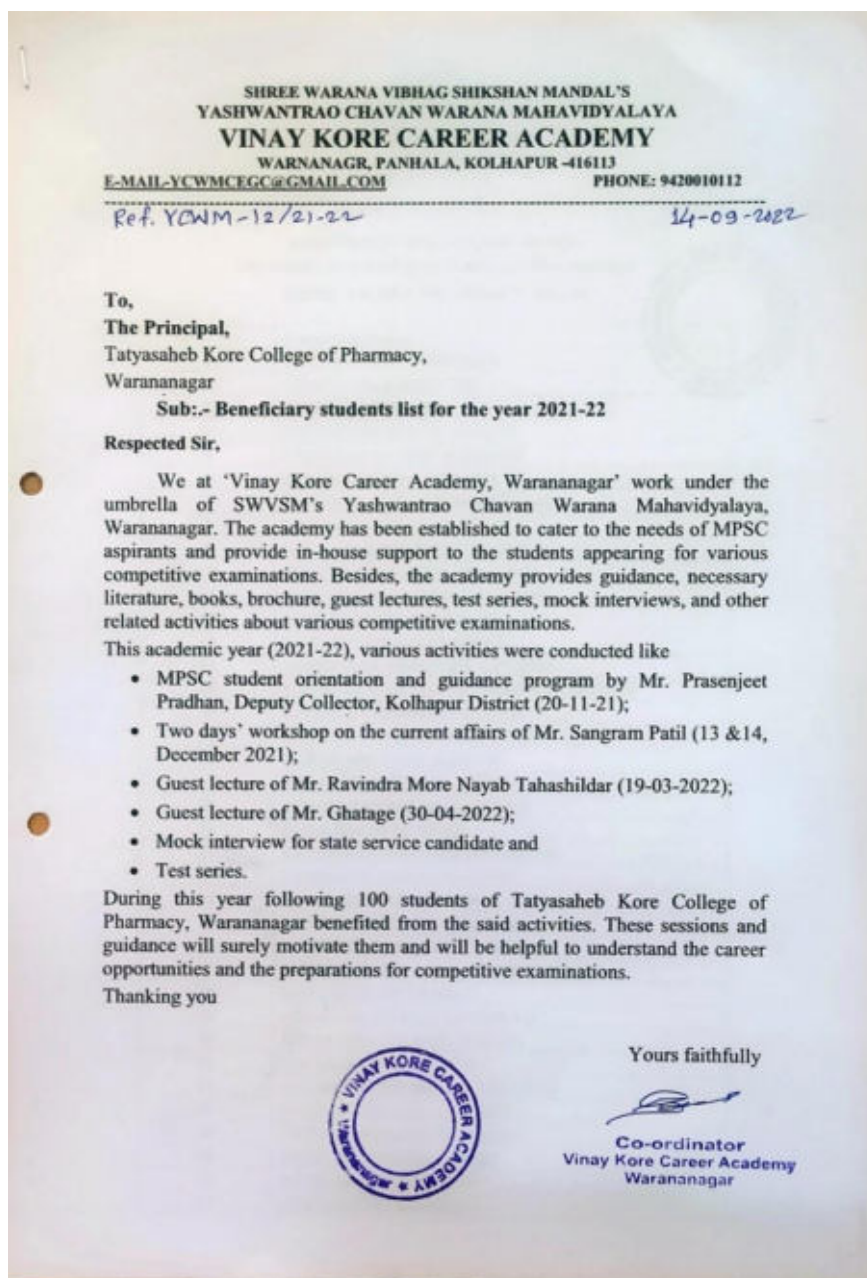 SHREE WARANA VIBHAG SHIKSHAN MANDAL'S
YASHWANTRAO CHAVAN WARANA MAHAVIDYALAYA
VINAY KORE CAREER ACADEMY
WARNANAGR, PANHALA, KOLHAPUR –416113
E-MAIL-YCWMCEGC@GMAIL.COM PHONE: 9420010112
Ref. YCWM-12/21-22 14-09-2022
To,
The Principal,
Tatyasaheb Kore College of Pharmacy,
Warananagar
Sub:.- Beneficiary students list for the year 2021-22
Respected Sir,
We at 'Vinay Kore Career Academy, Warananagar' work under the
umbrella of SWVSM's Yashwantrao Chavan Warana Mahavidyalaya,
Warananagar. The academy has been established to cater to the needs of MPSC
aspirants and provide in-house support to the students appearing for various
competitive examinations. Besides, the academy provides guidance, necessary
literature, books, brochure, guest lectures, test series, mock interviews, and other
related activities about various competitive examinations.
This academic year (2021-22), various activities were conducted like
• MPSC student orientation and guidance program by Mr. Prasenjeet
Pradhan, Deputy Collector, Kolhapur District (20-11-21);
• Two days' workshop on the current affairs of Mr. Sangram Patil (13 &14,
December 2021);
• Guest lecture of Mr. Ravindra More Nayab Tahashildar (19-03-2022);
• Guest lecture of Mr. Ghatage (30-04-2022);
• Mock interview for state service candidate and
• Test series.
During this year following 100 students of Tatyasaheb Kore College of
Pharmacy, Warananagar benefited from the said activities. These sessions and
guidance will surely motivate them and will be helpful to understand the career
opportunities and the preparations for competitive examinations.
Thanking you
Yours faithfully
★ VINAY KORE CAREER ACADEMY ★ Warananagar
Co-ordinator
Vinay Kore Career Academy
Warananagar